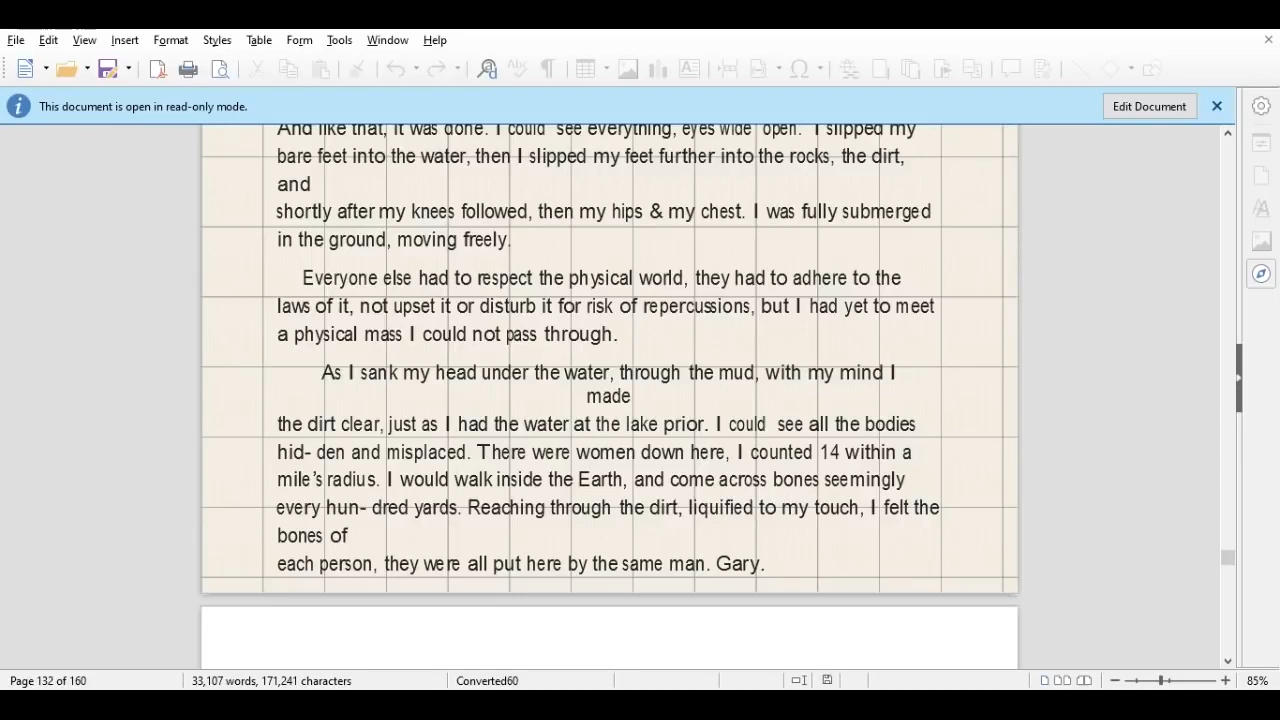 File Edit View Insert Format Styles Table Form Tools Window Help
This document is open in read-only mode. Edit Document
And like that, it was done. I could see everything, eyes wide open. I slipped my
bare feet into the water, then I slipped my feet further into the rocks, the dirt,
and
shortly after my knees followed, then my hips & my chest. I was fully submerged
in the ground, moving freely.
Everyone else had to respect the physical world, they had to adhere to the
laws of it, not upset it or disturb it for risk of repercussions, but I had yet to meet
a physical mass I could not pass through.
As I sank my head under the water, through the mud, with my mind I
made
the dirt clear, just as I had the water at the lake prior. I could see all the bodies
hid- den and misplaced. There were women down here, I counted 14 within a
mile's radius. I would walk inside the Earth, and come across bones seemingly
every hun- dred yards. Reaching through the dirt, liquified to my touch, I felt the
bones of
each person, they were all put here by the same man. Gary.
Page 132 of 160 33,107 words, 171,241 characters Converted60 85%